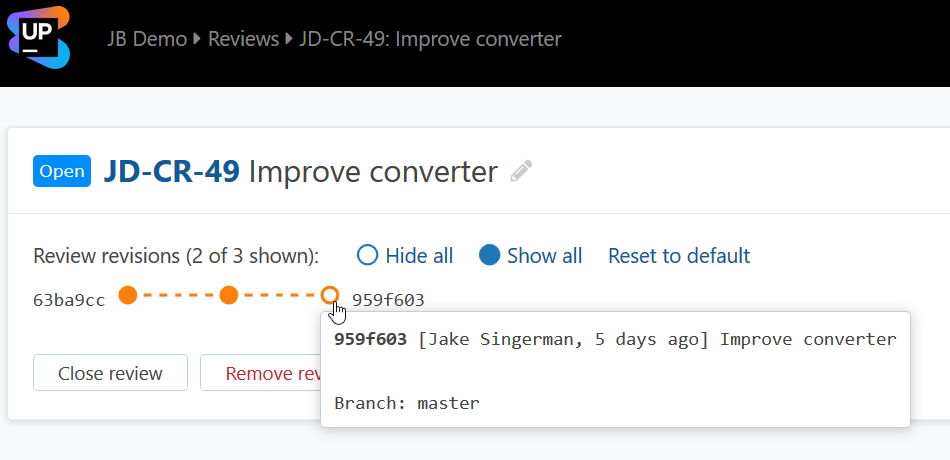 UP
JB Demo Reviews JD-CR-49: Improve converter
Open JD-CR-49 Improve converter
Review revisions (2 of 3 shown): Hide all Show all Reset to default
63ba9cc 959f603
959f603 [Jake Singerman, 5 days ago] Improve converter
Close review Remove rev
Branch: master